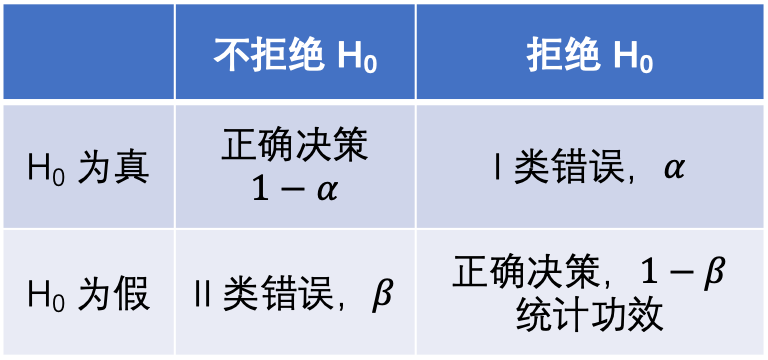 不拒绝 H₀
拒绝 H₀
H₀ 为真
正确决策
1 − α
I 类错误，α
H₀ 为假
II 类错误，β
正确决策，1 − β
统计功效